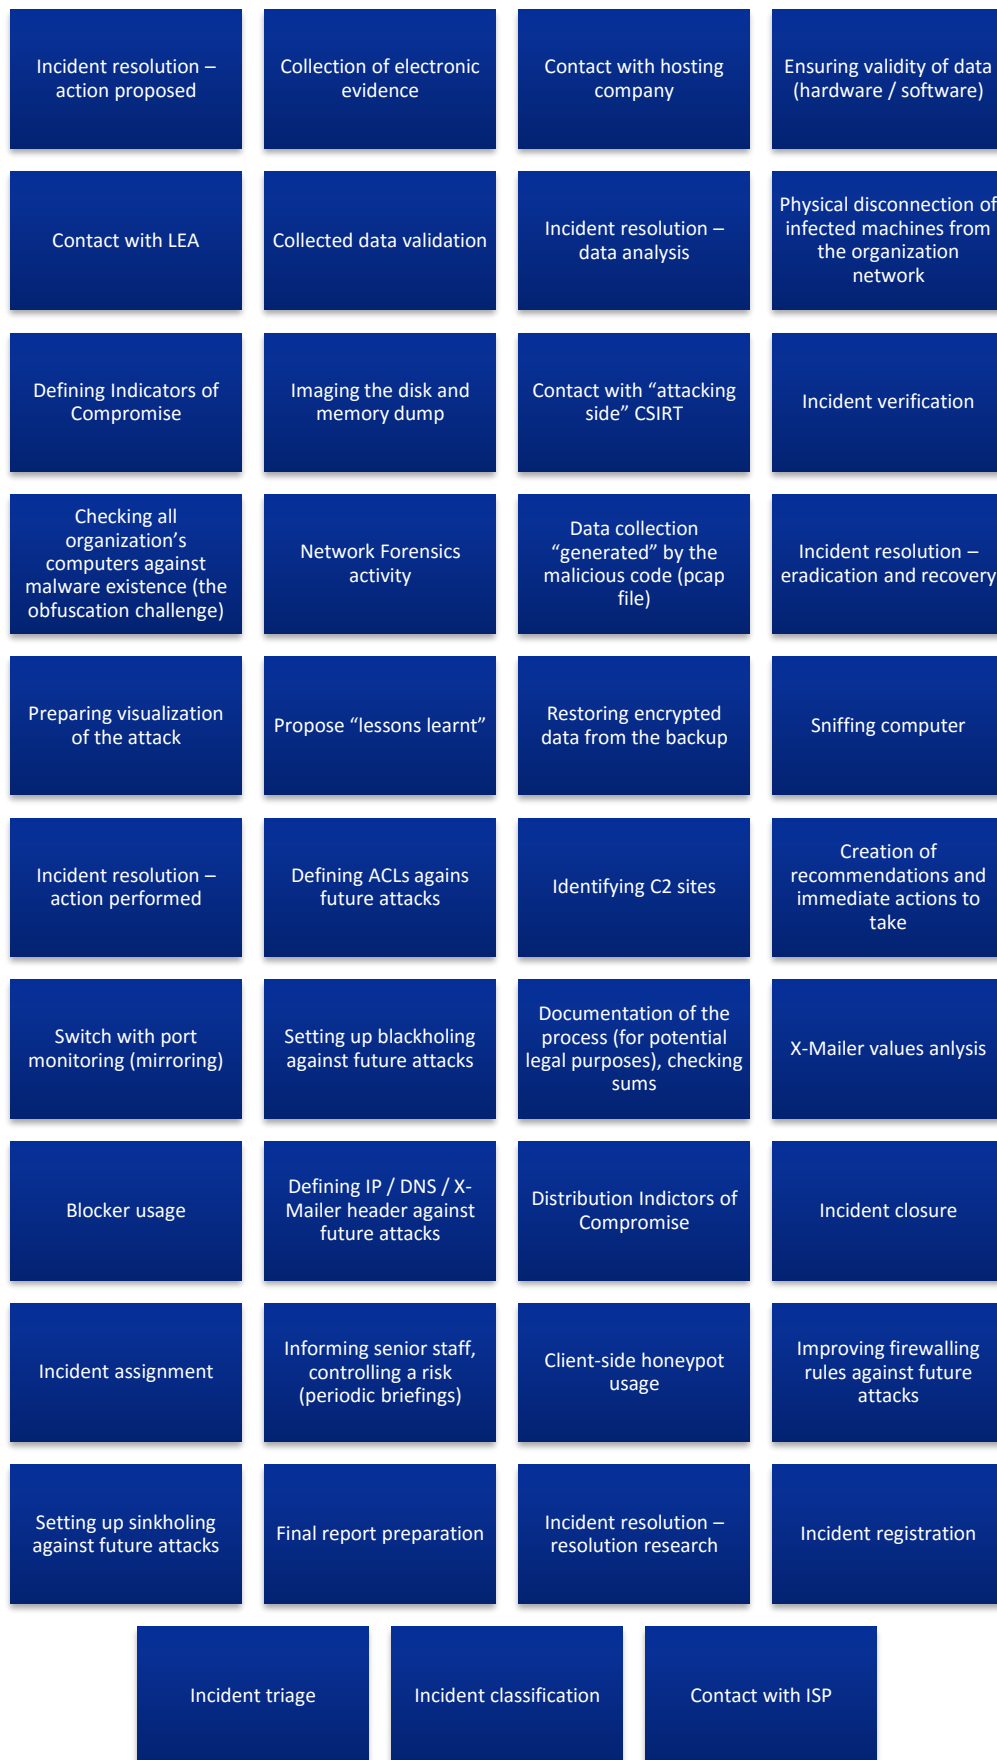 Incident resolution –
action proposed
Collection of electronic
evidence
Contact with hosting
company
Ensuring validity of data
(hardware / software)
Contact with LEA
Collected data validation
Incident resolution –
data analysis
Physical disconnection of
infected machines from
the organization
network
Defining Indicators of
Compromise
Imaging the disk and
memory dump
Contact with “attacking
side” CSIRT
Incident verification
Checking all
organization’s
computers against
malware existence (the
obfuscation challenge)
Network Forensics
activity
Data collection
“generated” by the
malicious code (pcap
file)
Incident resolution –
eradication and recovery
Preparing visualization
of the attack
Propose “lessons learnt”
Restoring encrypted
data from the backup
Sniffing computer
Incident resolution –
action performed
Defining ACLs agains
future attacks
Identifying C2 sites
Creation of
recommendations and
immediate actions to
take
Switch with port
monitoring (mirroring)
Setting up blackholing
against future attacks
Documentation of the
process (for potential
legal purposes), checking
sums
X-Mailer values anlysis
Blocker usage
Defining IP / DNS / X-
Mailer header against
future attacks
Distribution Indictors of
Compromise
Incident closure
Incident assignment
Informing senior staff,
controlling a risk
(periodic briefings)
Client-side honeypot
usage
Improving firewalling
rules against future
attacks
Setting up sinkholing
against future attacks
Final report preparation
Incident resolution –
resolution research
Incident registration
Incident triage
Incident classification
Contact with ISP